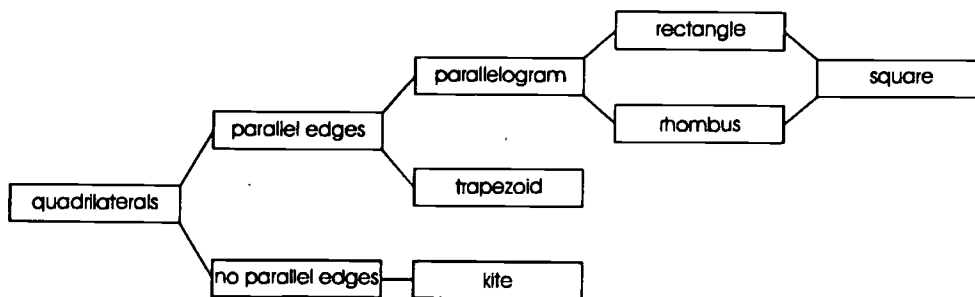 rectangle
parallelogram
square
parallel edges
rhombus
quadrilaterals
trapezoid
no parallel edges
kite